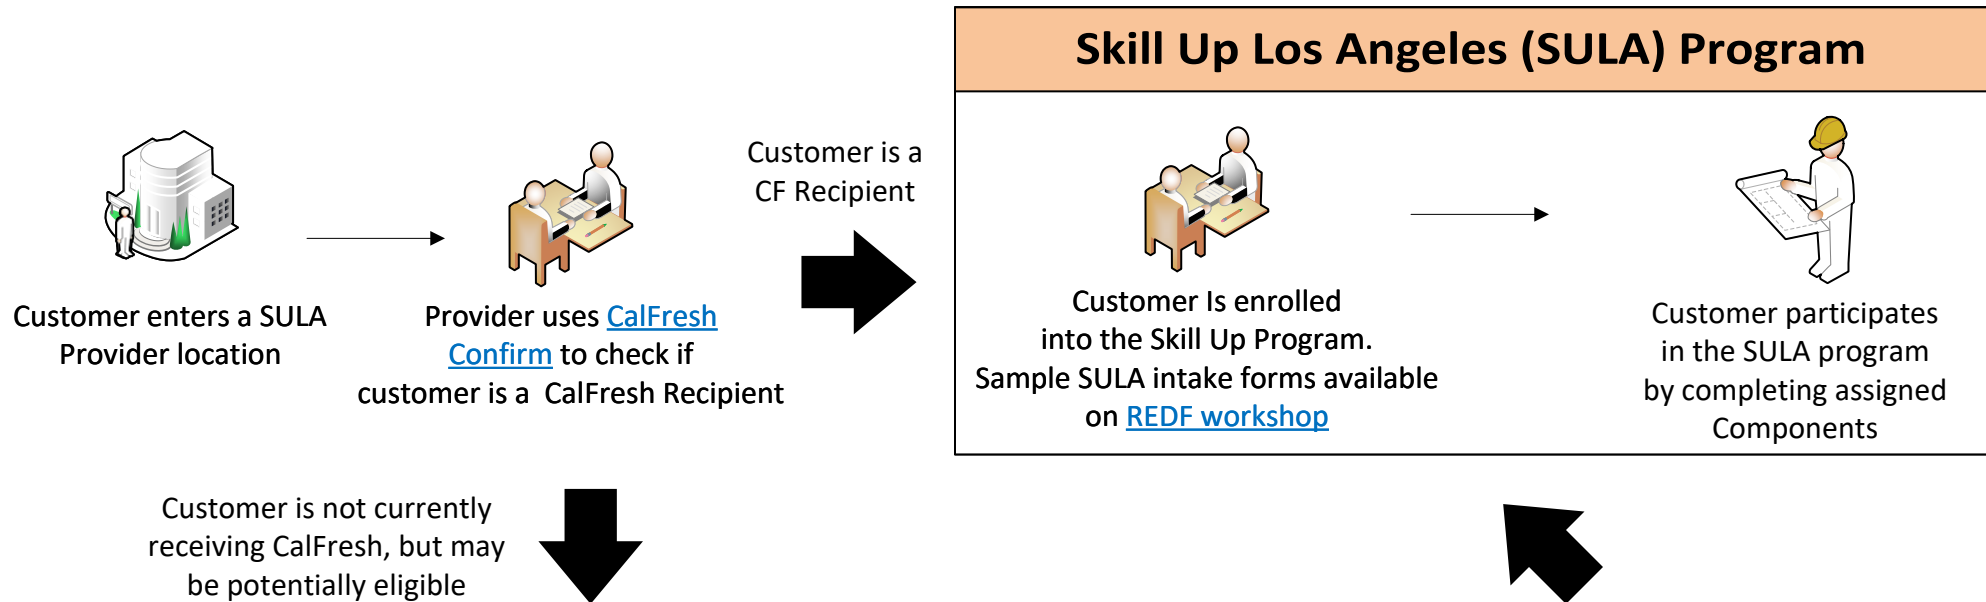 Skill Up Los Angeles (SULA) Program
Customer enters a SULA
Provider location
Provider uses CalFresh
Confirm to check if
customer is a  CalFresh Recipient
Customer is a
CF Recipient
Customer Is enrolled
into the Skill Up Program.
Sample SULA intake forms available
on REDF workshop
Customer participates
in the SULA program
by completing assigned
Components
Customer is not currently
receiving CalFresh, but may
be potentially eligible